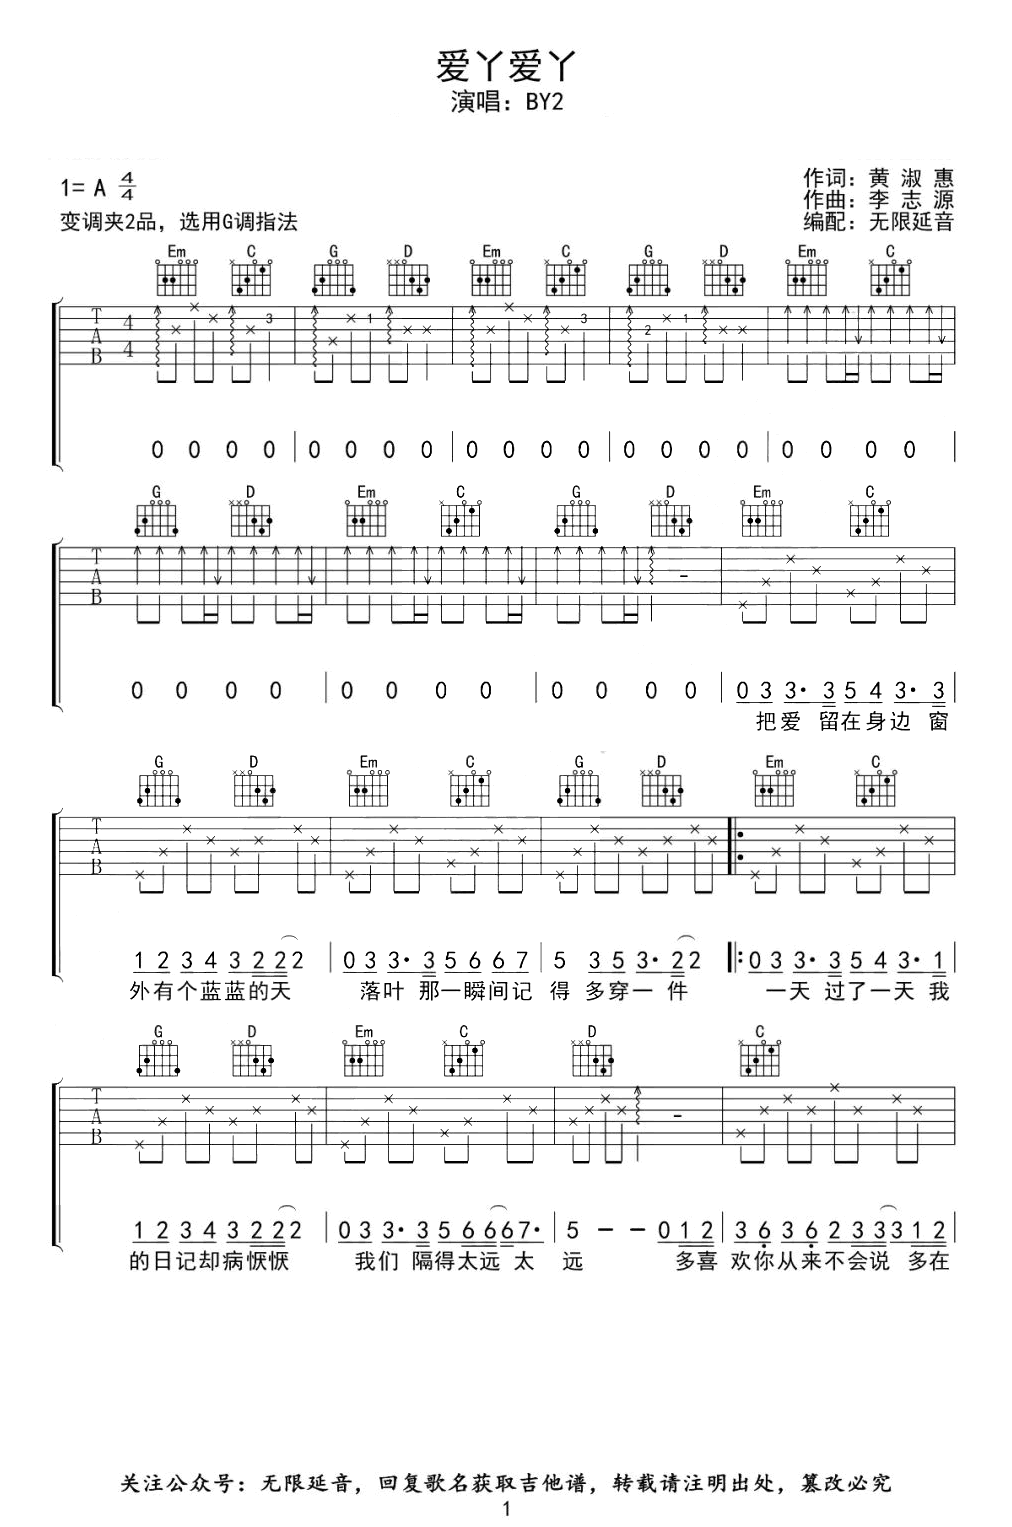 爱丫爱丫
演唱：BY2
1= A 4/4
作词：黄 淑 惠
作曲：李 志 源
变调夹2品，选用G调指法
编配：无限延音
Em C G D Em C G D Em C
T A B 4/4 3 1 3 2 1
0 0 0 0 | 0 0 0 0 | 0 0 0 0 | 0 0 0 0 | 0 0 0 0 |
G D Em C G D Em C
T A B
0 0 0 0 | 0 0 0 0 | 0 0 0 0 | 0 3 3· 3 5 4 3· 3 |
把爱 留在身边 窗
G D Em C G D Em C
T A B
1 2 3 4 3 2 2 2 | 0 3 3· 3 5 6 6 7 | 5 3 5 3· 2 2 |: 0 3 3· 3 5 4 3· 1 |
外有个蓝蓝的天 落叶 那一瞬间记 得 多穿一 件 一天 过了一天 我
G D Em C D C
T A B
1 2 3 4 3 2 2 2 | 0 3 3· 3 5 6 6 6 7· | 5 - - 0 1 2 | 3 6 3 6· 2 3 3 3 1 2 |
的日记却病恹恹 我们 隔得太远 太 远 多喜 欢你从来不会说 多在
关注公众号：无限延音，回复歌名获取吉他谱，转载请注明出处，篡改必究
1